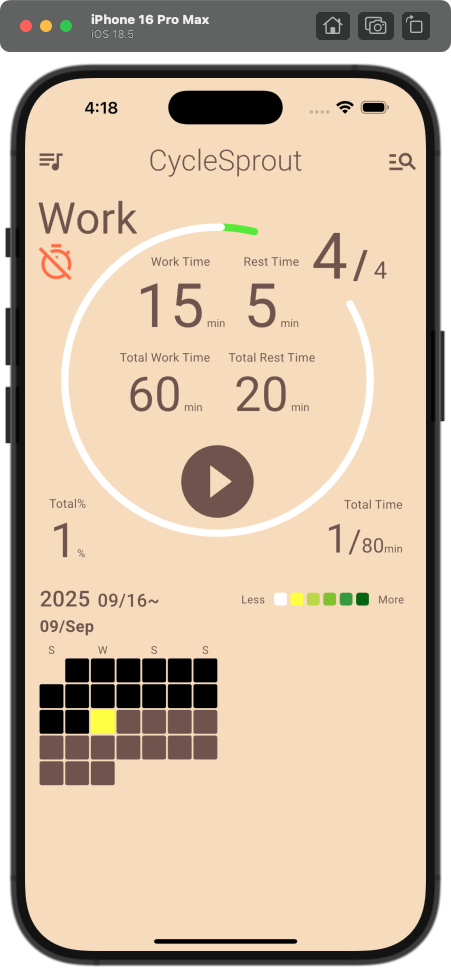 iPhone 16 Pro Max
iOS 18.5
4:18
CycleSprout
Work
4/4
Work Time
Rest Time
15 min
5 min
Total Work Time
Total Rest Time
60 min
20 min
Total%
Total Time
1 %
1/80min
2025 09/16~
Less
More
09/Sep
S W S S